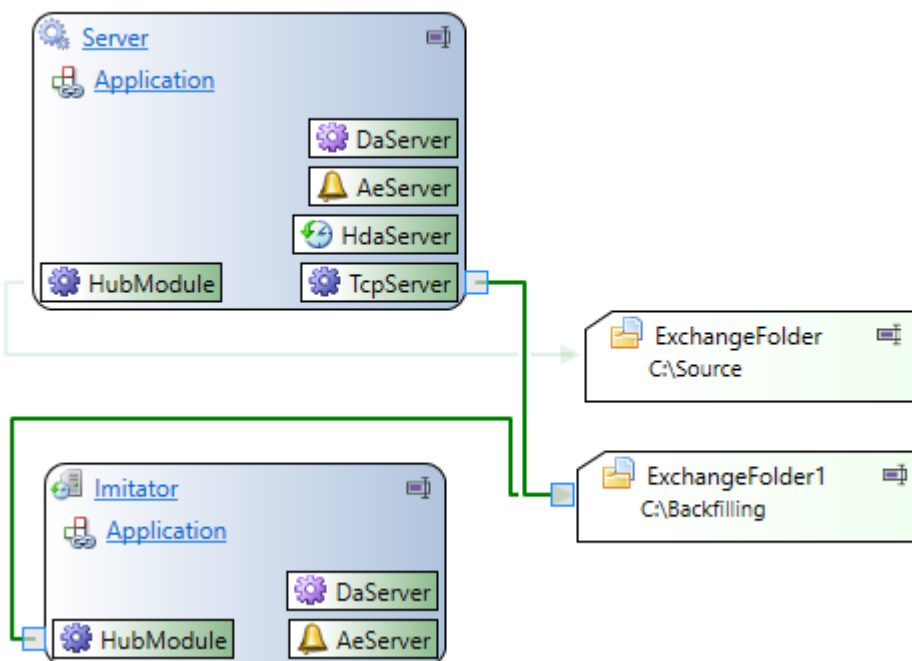 Server
Application
DaServer
AeServer
HdaServer
HubModule
TcpServer
ExchangeFolder
C:\Source
ExchangeFolder1
C:\Backfilling
Imitator
Application
DaServer
HubModule
AeServer